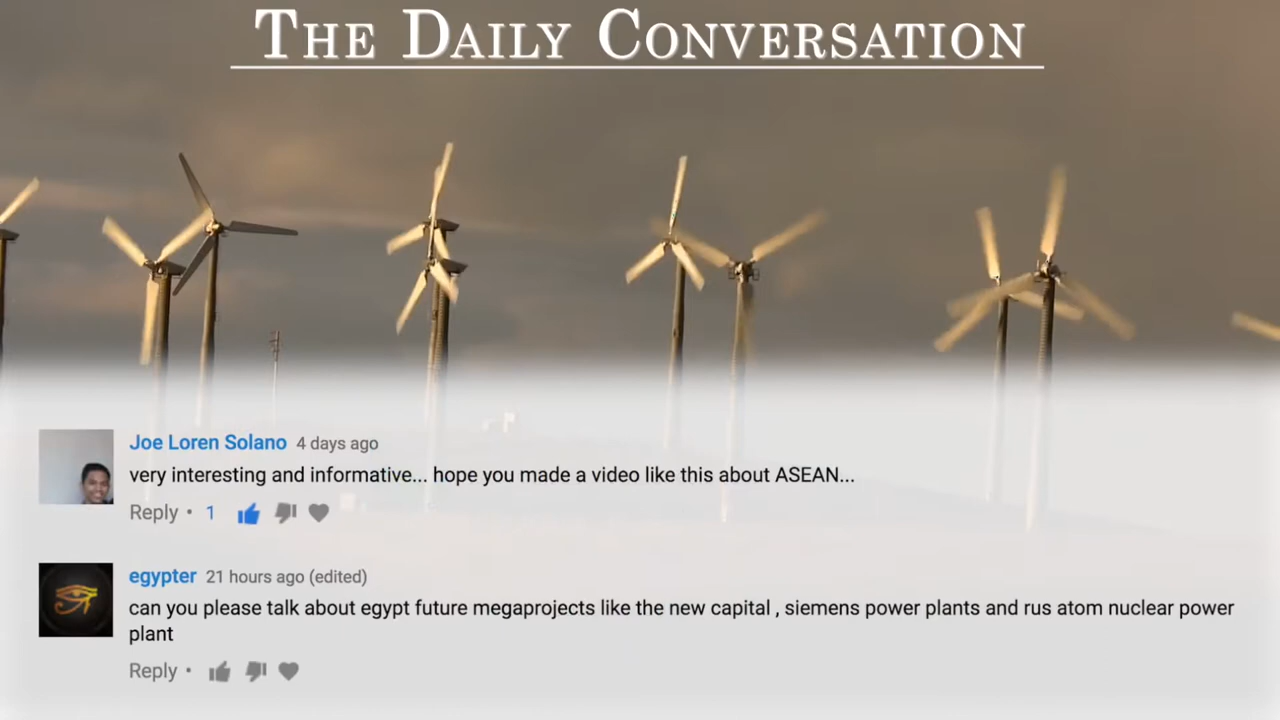 THE DAILY CONVERSATION
Joe Loren Solano 4 days ago
very interesting and informative... hope you made a video like this about ASEAN...
Reply • 1
egypter 21 hours ago (edited)
can you please talk about egypt future megaprojects like the new capital , siemens power plants and rus atom nuclear power
plant
Reply •